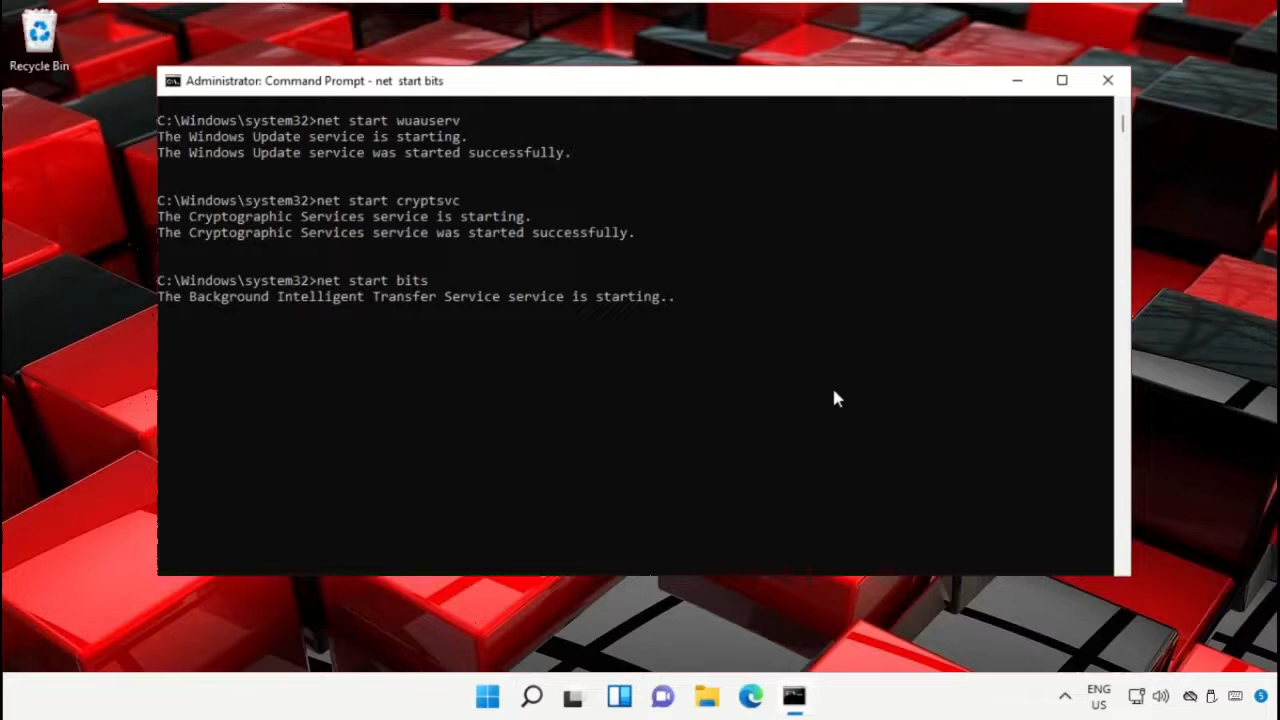 Recycle Bin
Administrator: Command Prompt - net  start bits
C:\Windows\system32>net start wuauserv
The Windows Update service is starting.
The Windows Update service was started successfully.
C:\Windows\system32>net start cryptsvc
The Cryptographic Services service is starting.
The Cryptographic Services service was started successfully.
C:\Windows\system32>net start bits
The Background Intelligent Transfer Service service is starting..
ENG
US
5